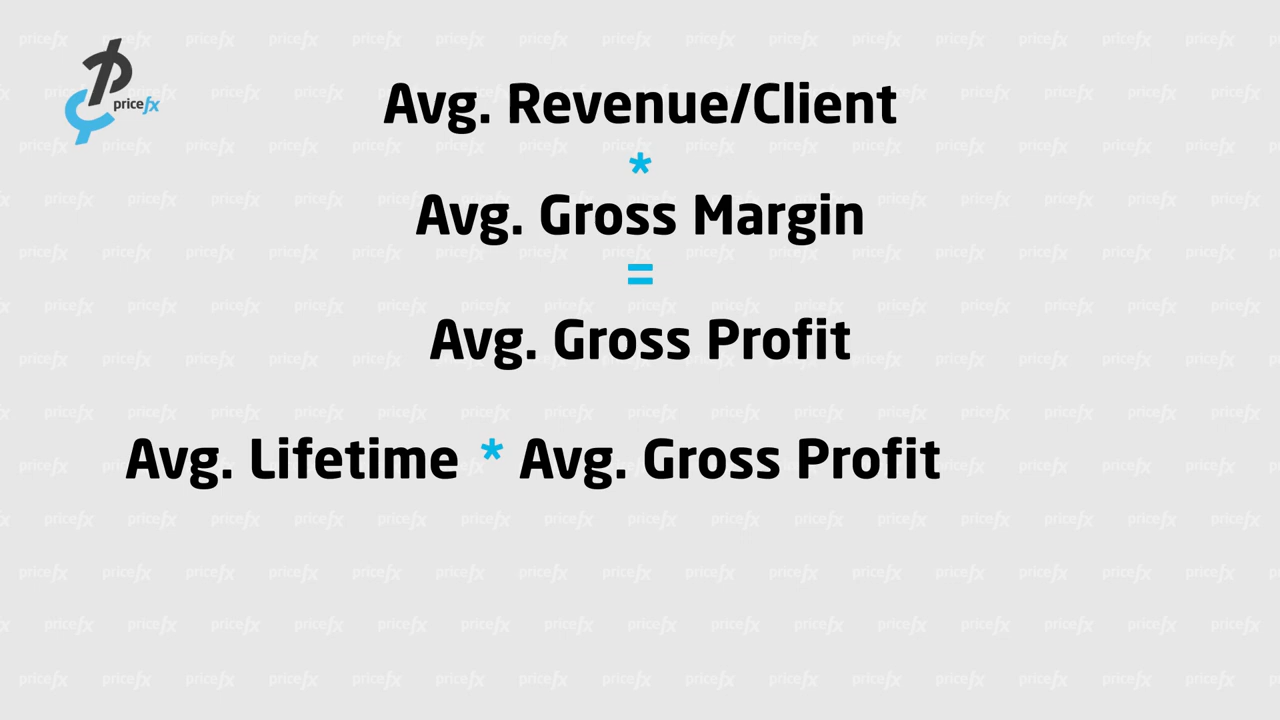 pricefx
Avg. Revenue/Client
*
Avg. Gross Margin
=
Avg. Gross Profit
Avg. Lifetime * Avg. Gross Profit